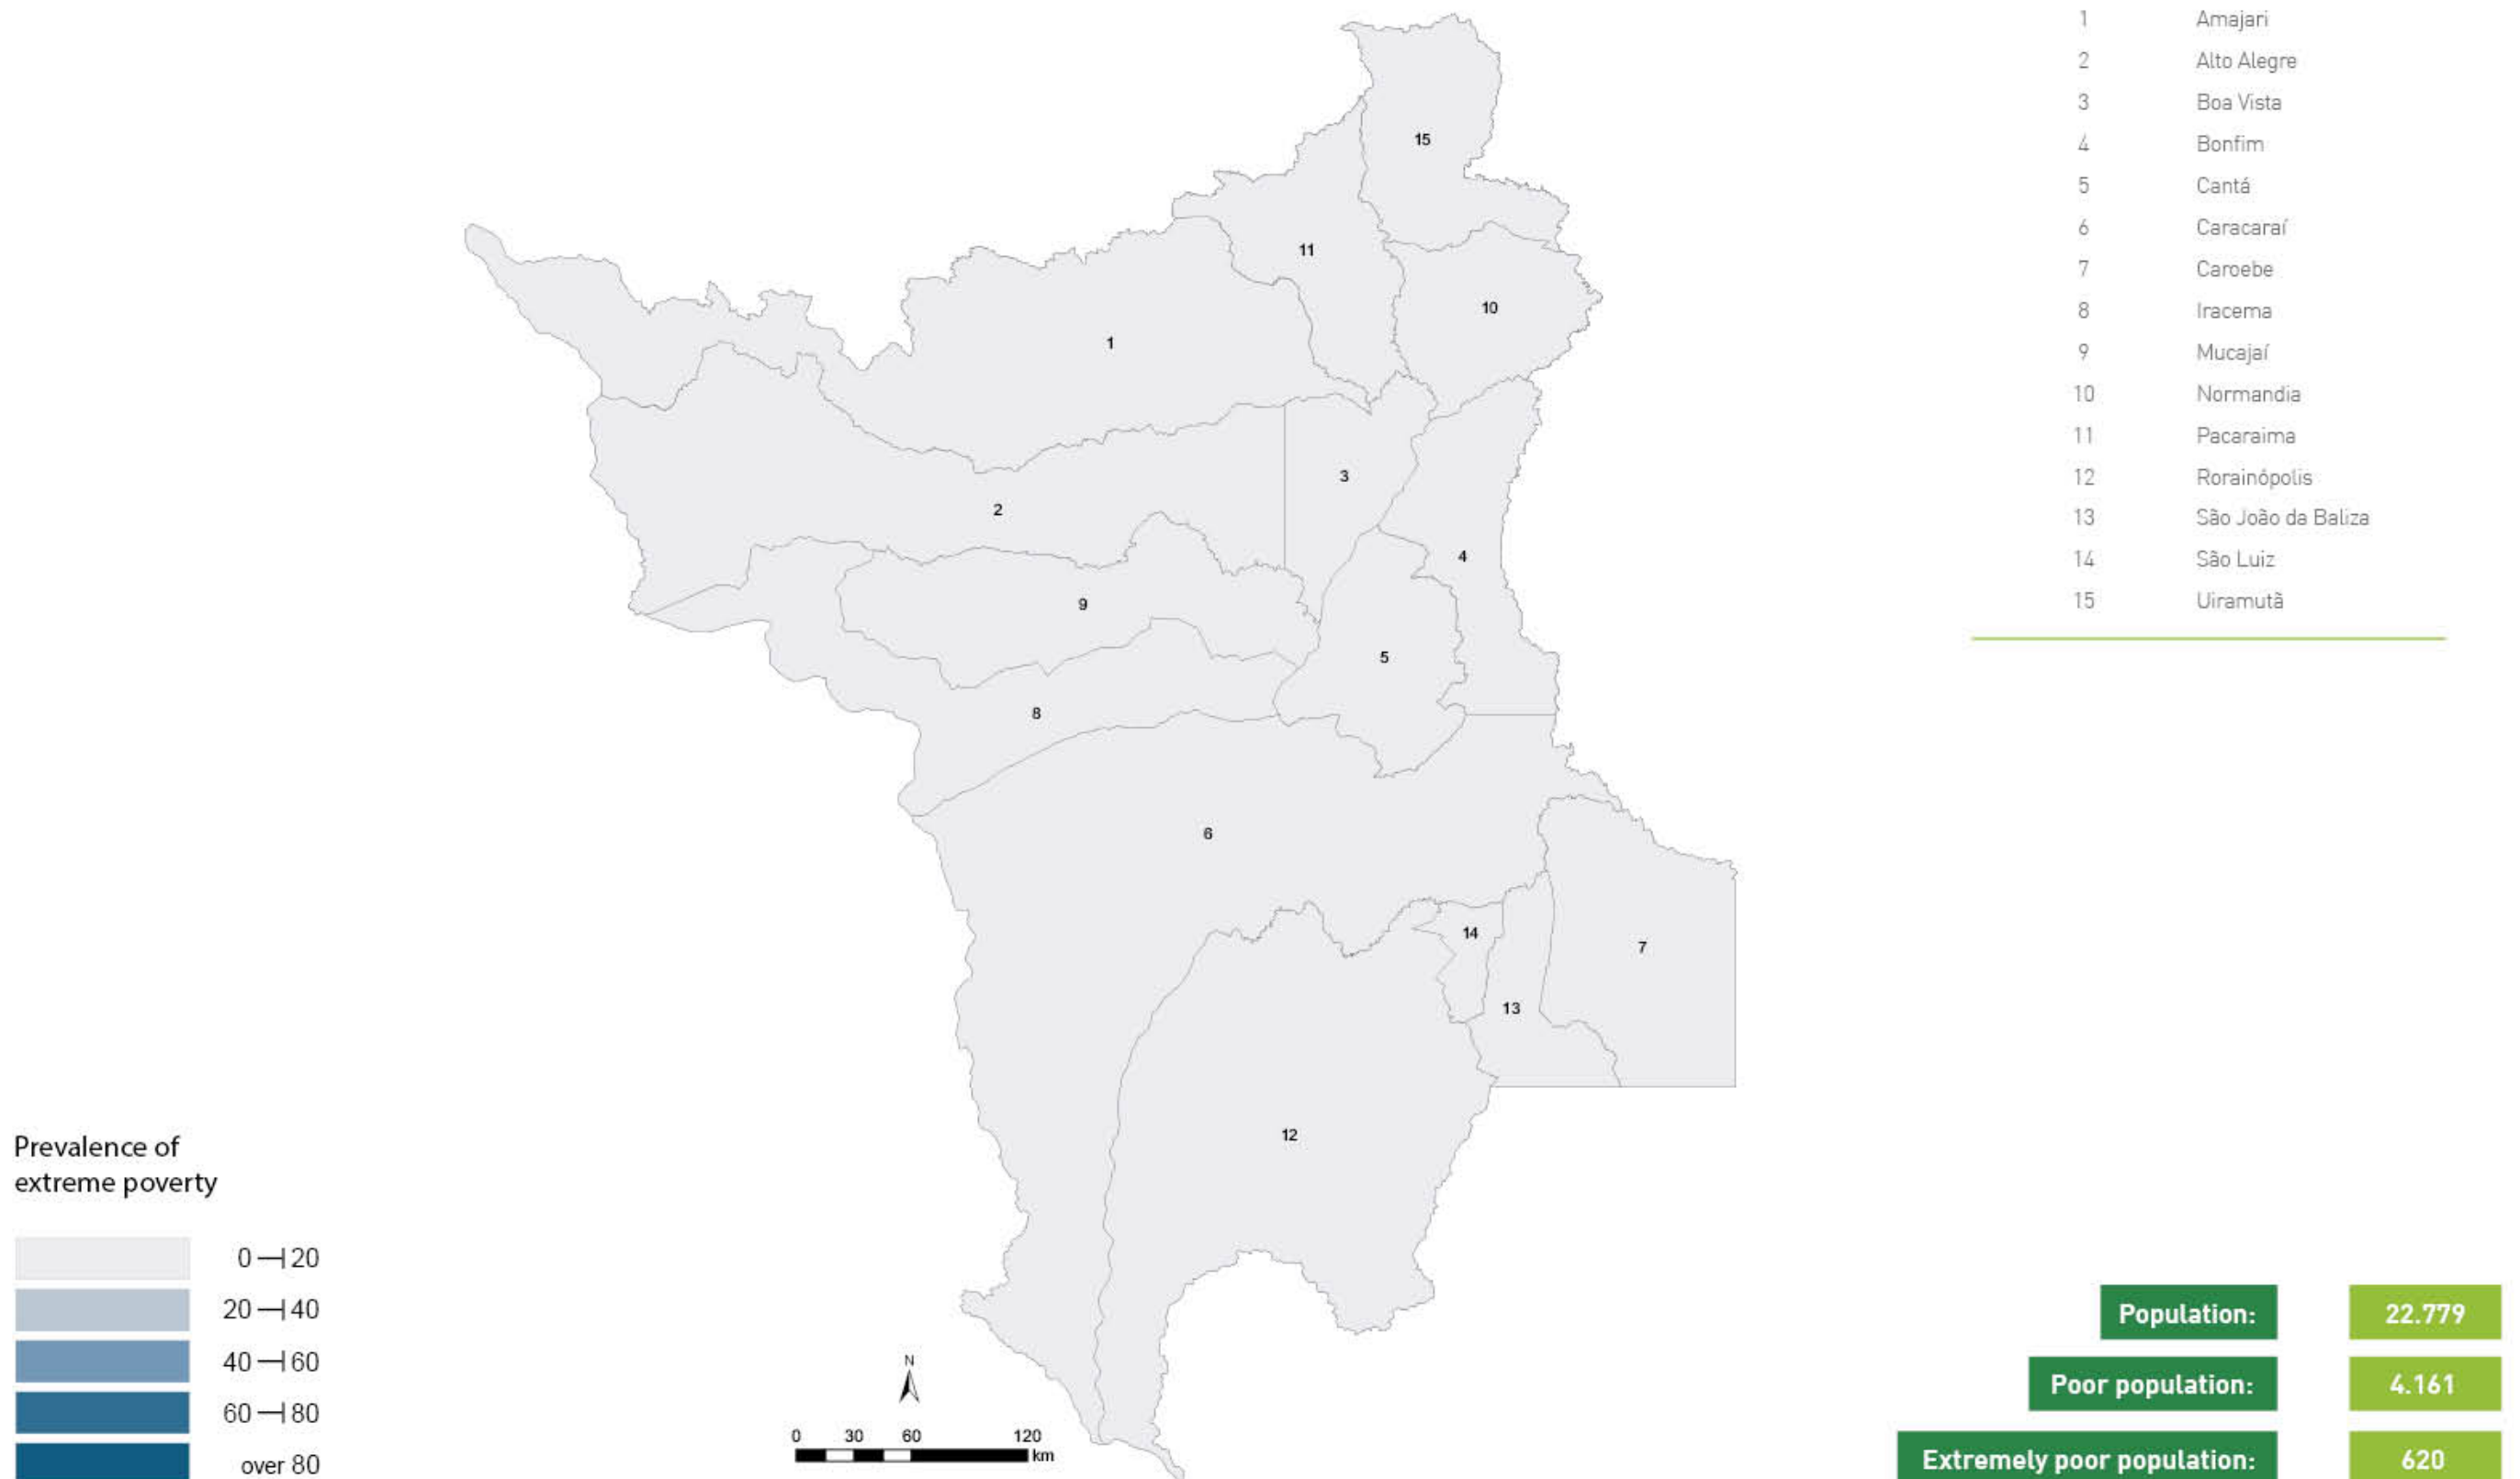 1 Amajari
2 Alto Alegre
3 Boa Vista
4 Bonfim
5 Cantá
6 Caracaraí
7 Caroebe
8 Iracema
9 Mucajaí
10 Normandia
11 Pacaraima
12 Rorainópolis
13 São João da Baliza
14 São Luiz
15 Uiramutã
15
11
10
1
3
2
4
9
5
8
6
14
7
13
12
Prevalence of
extreme poverty
0 20
20 40
40 60
60 80
over 80
N
0 30 60 120
km
Population: 22.779
Poor population: 4.161
Extremely poor population: 620